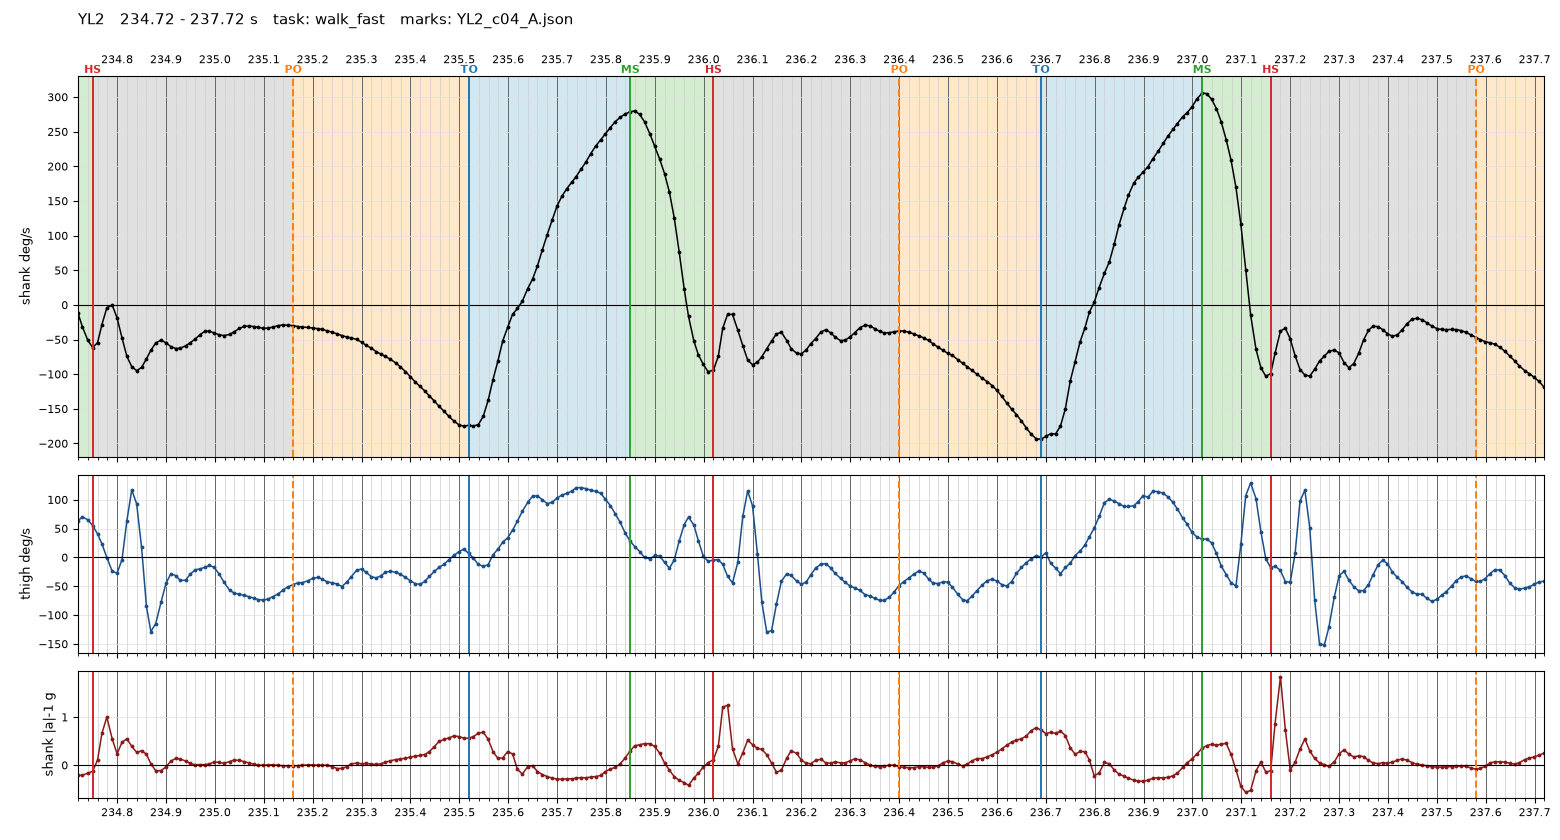 YL2   234.72 - 237.72 s   task: walk_fast   marks: YL2_c04_A.json
234.8 234.9 235.0 235.1 235.2 235.3 235.4 235.5 235.6 235.7 235.8 235.9 236.0 236.1 236.2 236.3 236.4 236.5 236.6 236.7 236.8 236.9 237.0 237.1 237.2 237.3 237.4 237.5 237.6 237.7
HS PO TO MS HS PO TO MS HS PO
shank deg/s
300
250
200
150
100
50
0
−50
−100
−150
−200
thigh deg/s
100
50
0
−50
−100
−150
shank |a|-1 g
1
0
234.8 234.9 235.0 235.1 235.2 235.3 235.4 235.5 235.6 235.7 235.8 235.9 236.0 236.1 236.2 236.3 236.4 236.5 236.6 236.7 236.8 236.9 237.0 237.1 237.2 237.3 237.4 237.5 237.6 237.7